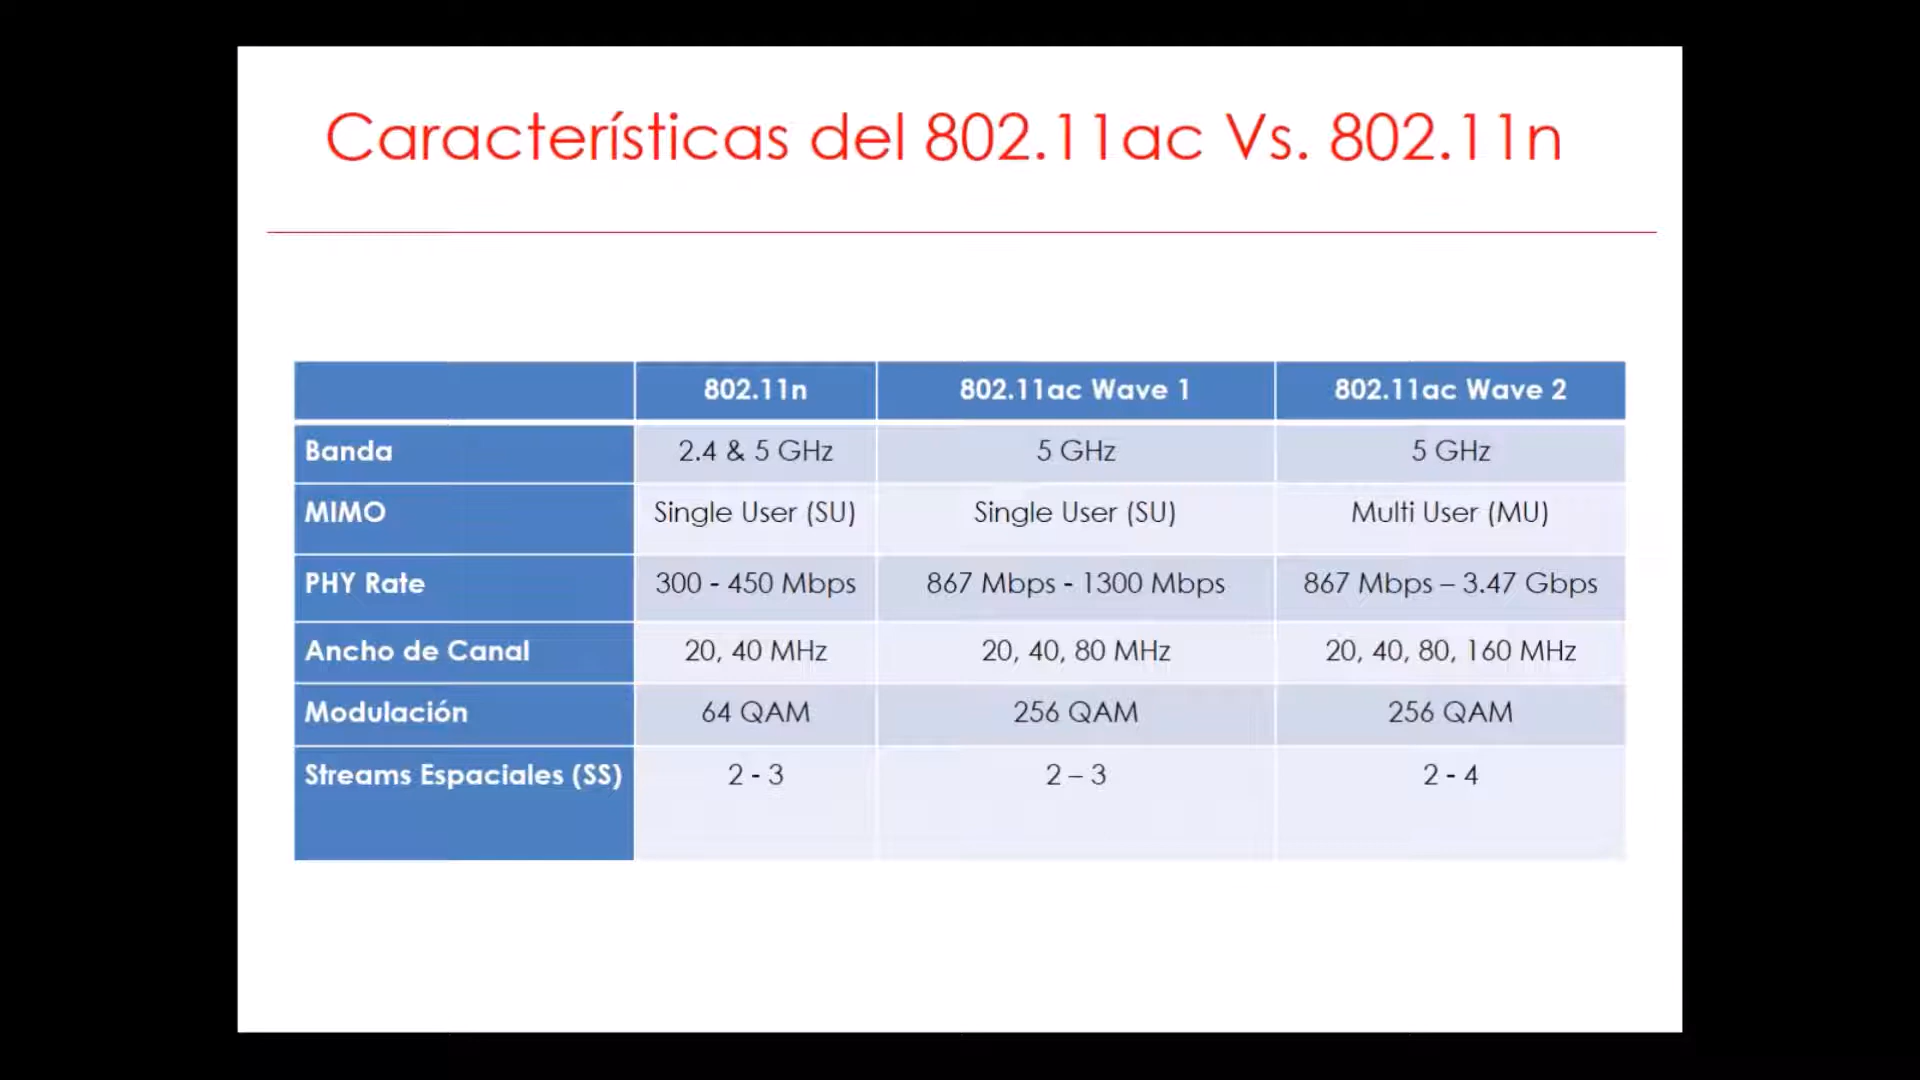 Características del 802.11ac Vs. 802.11n
802.11n 802.11ac Wave 1 802.11ac Wave 2
Banda 2.4 & 5 GHz 5 GHz 5 GHz
MIMO Single User (SU) Single User (SU) Multi User (MU)
PHY Rate 300 - 450 Mbps 867 Mbps - 1300 Mbps 867 Mbps – 3.47 Gbps
Ancho de Canal 20, 40 MHz 20, 40, 80 MHz 20, 40, 80, 160 MHz
Modulación 64 QAM 256 QAM 256 QAM
Streams Espaciales (SS) 2 - 3 2 – 3 2 - 4